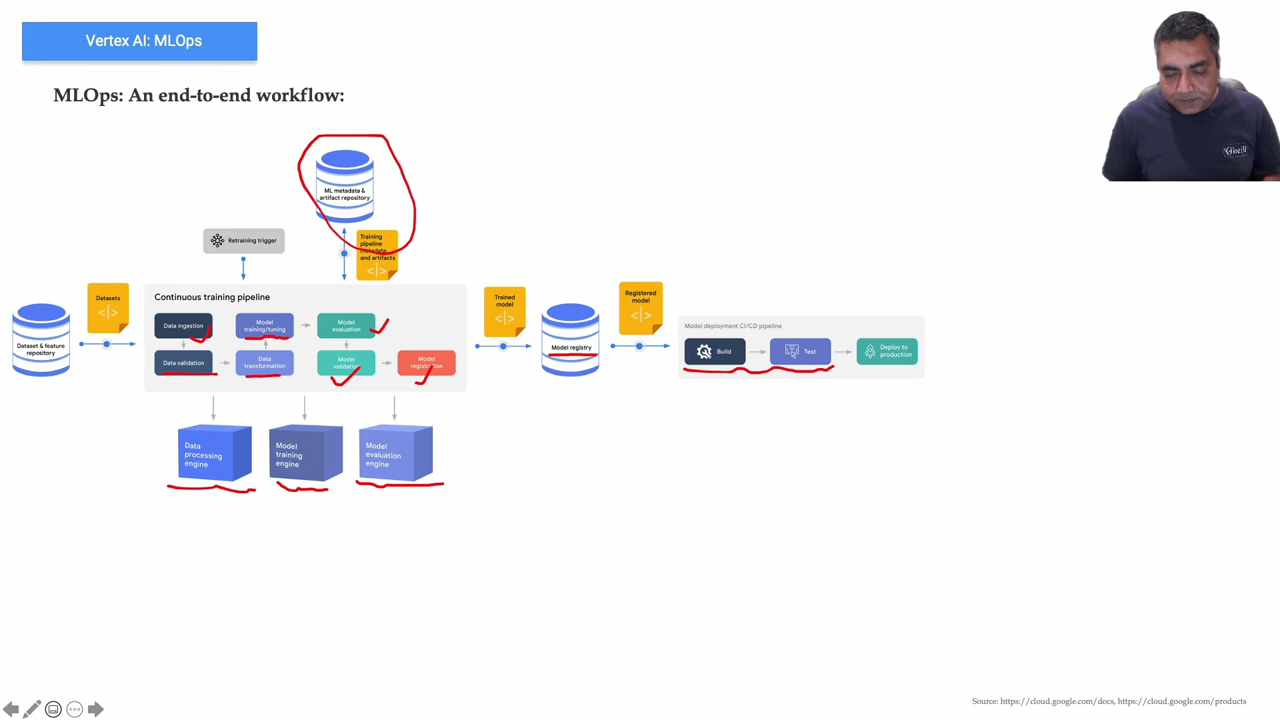 Vertex AI: MLOps
MLOps: An end-to-end workflow:
ML metadata &
artifact repository
Retraining trigger
Training
pipeline
metadata
and artifacts
</>
Datasets
</>
Dataset & feature
repository
Continuous training pipeline
Data ingestion
Model
training/tuning
Model
evaluation
Data validation
Data
transformation
Model
validation
Model
registration
Data
processing
engine
Model
training
engine
Model
evaluation
engine
Trained
model
</>
Model registry
Registered
model
</>
Model deployment CI/CD pipeline
Build
Test
Deploy to
production
Source: https://cloud.google.com/docs, https://cloud.google.com/products